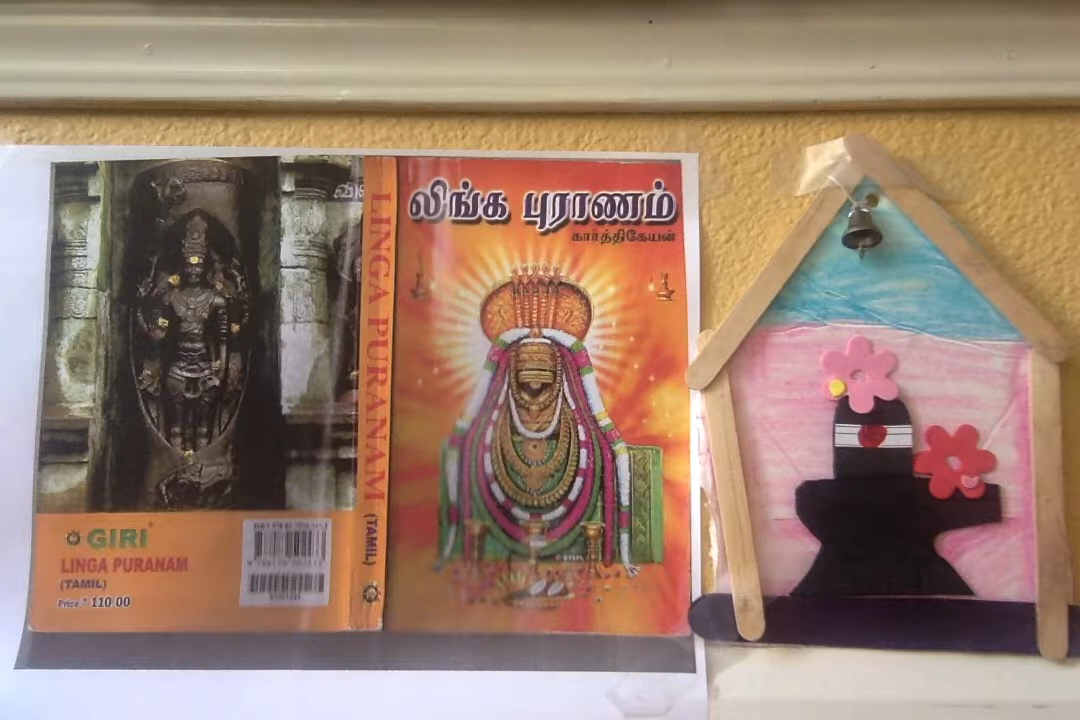 GIRI
LINGA PURANAM
(TAMIL)
Price ₹ 110 00
LINGA PURANAM (TAMIL)
லிங்க புராணம்
கார்த்திகேயன்